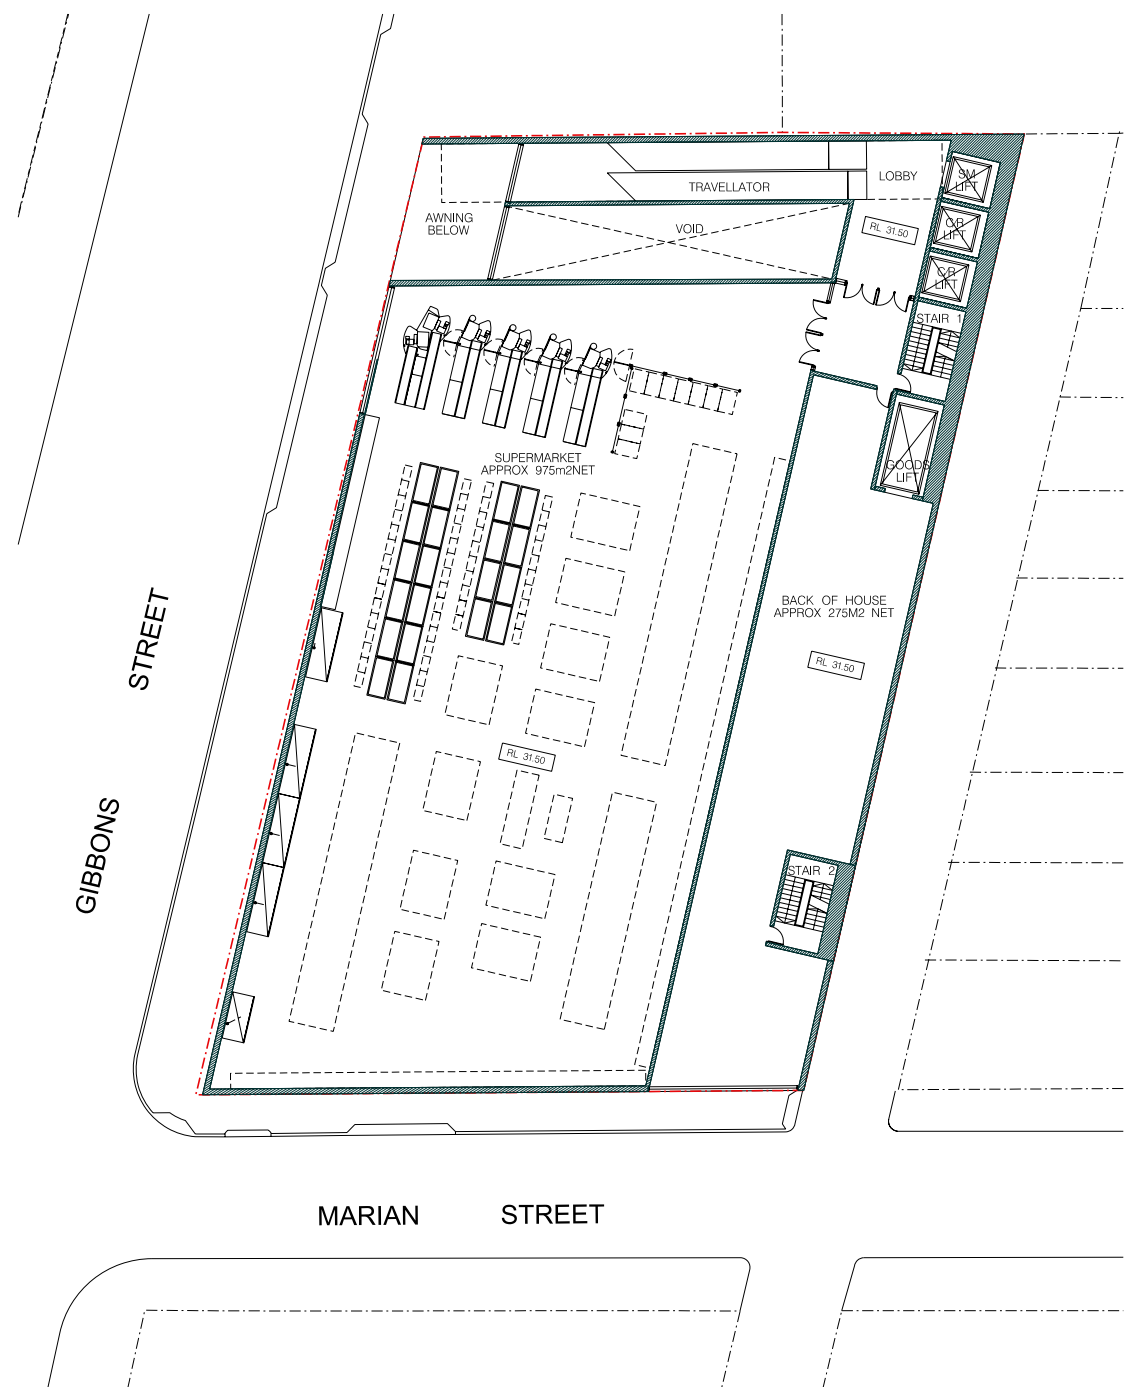 TRAVELLATOR
LOBBY
SM
LIFT
AWNING
BELOW
VOID
RL 31.50
C/R
LIFT
C/R
LIFT
STAIR 1
SUPERMARKET
APPROX 975m2NET
GOODS
LIFT
BACK OF HOUSE
APPROX 275M2 NET
RL 31.50
RL 31.50
STAIR 2
GIBBONS STREET
MARIAN STREET